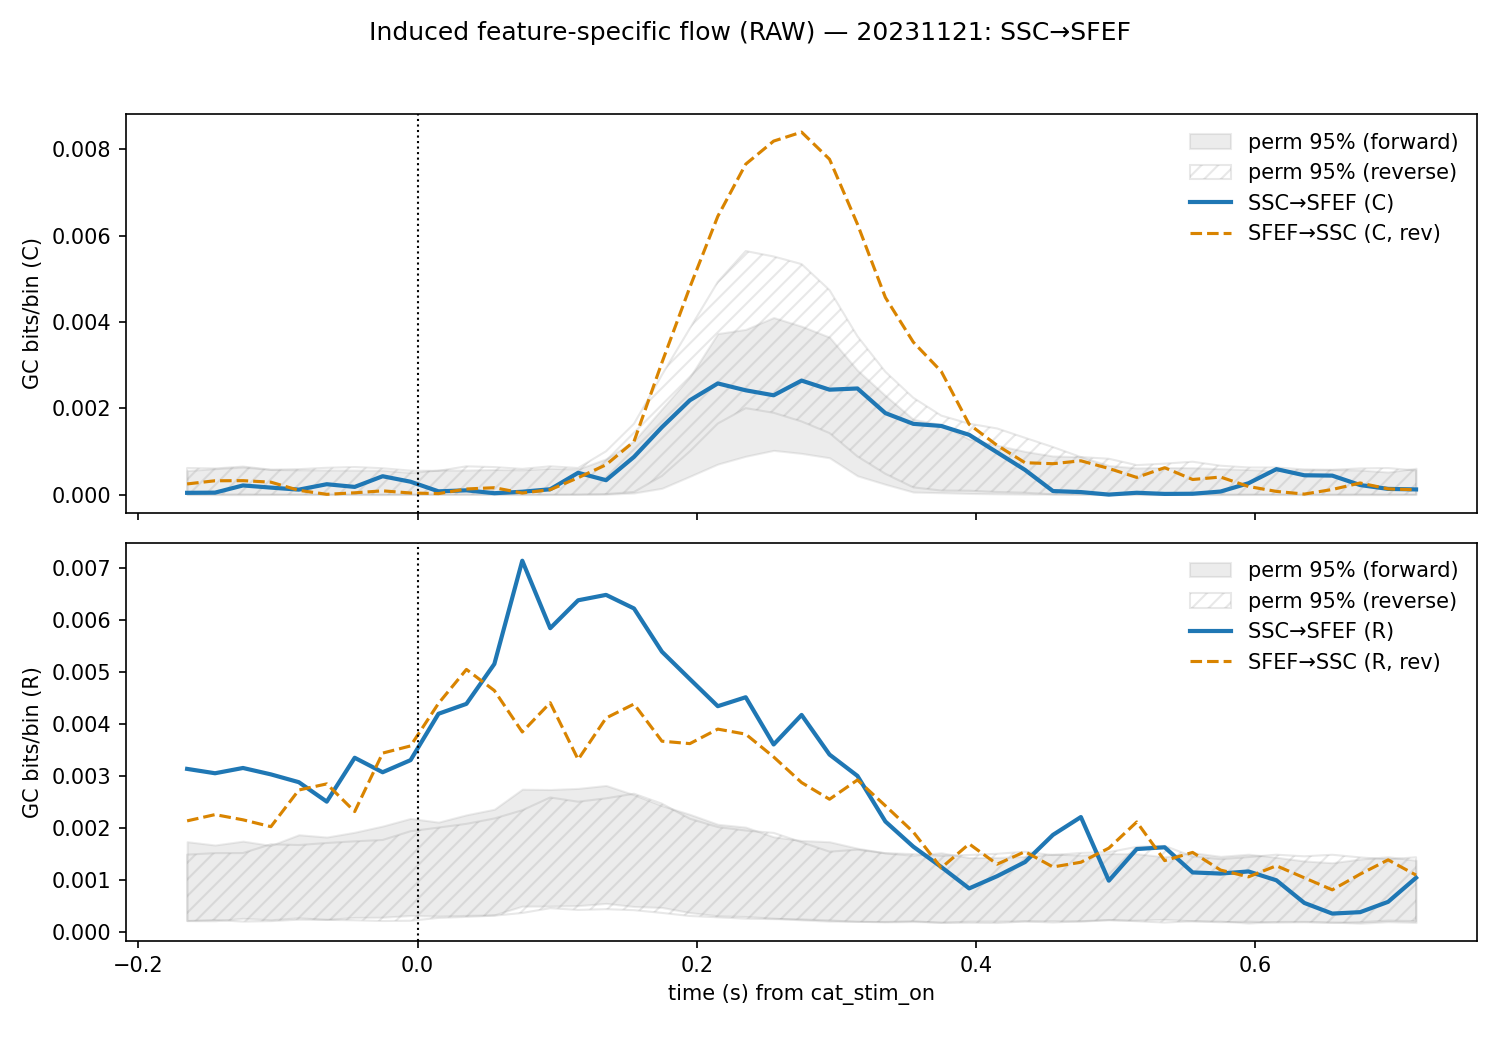 Induced feature-specific flow (RAW) — 20231121: SSC→SFEF
GC bits/bin (C)
0.008
0.006
0.004
0.002
0.000
perm 95% (forward)
perm 95% (reverse)
SSC→SFEF (C)
SFEF→SSC (C, rev)
GC bits/bin (R)
0.007
0.006
0.005
0.004
0.003
0.002
0.001
0.000
perm 95% (forward)
perm 95% (reverse)
SSC→SFEF (R)
SFEF→SSC (R, rev)
−0.2 0.0 0.2 0.4 0.6
time (s) from cat_stim_on